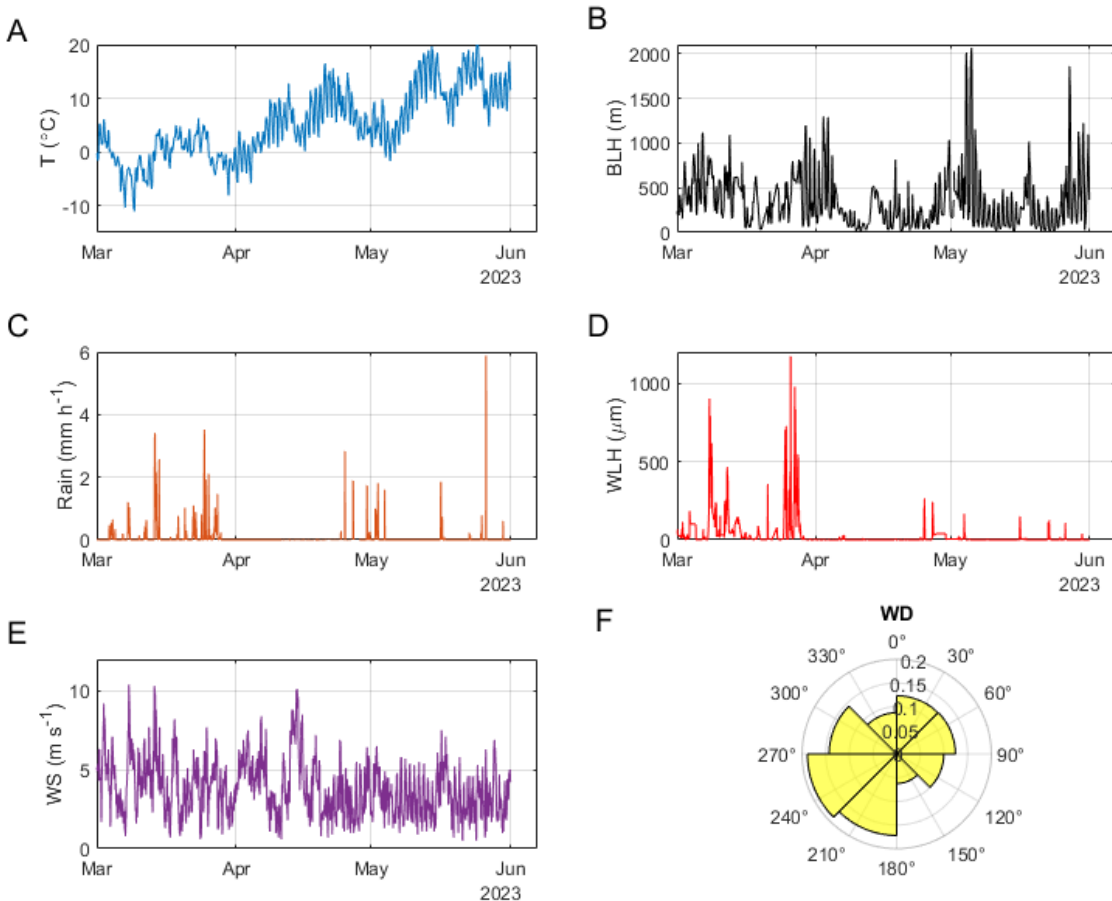 A
T (°C)
20
10
0
-10
Mar
Apr
May
Jun
2023
B
BLH (m)
2000
1500
1000
500
0
Mar
Apr
May
Jun
2023
C
Rain (mm h⁻¹)
6
4
2
0
Mar
Apr
May
Jun
2023
D
WLH (μm)
1000
500
0
Mar
Apr
May
Jun
2023
E
WS (m s⁻¹)
10
5
0
Mar
Apr
May
Jun
2023
F
WD
0°
30°
60°
90°
120°
150°
180°
210°
240°
270°
300°
330°
0.2
0.15
0.1
0.05